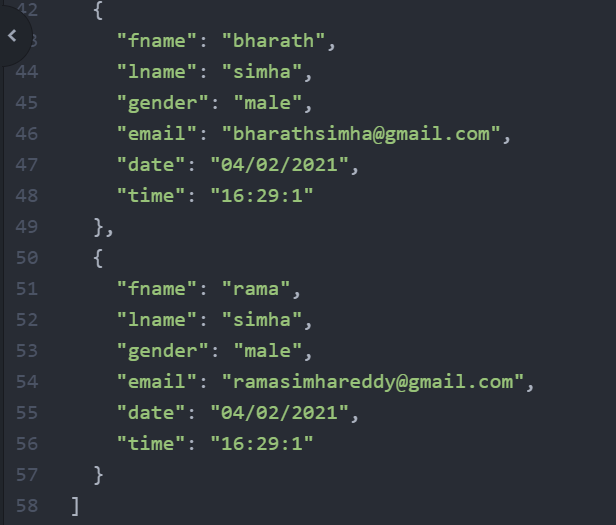 42 {
43 "fname": "bharath",
44 "lname": "simha",
45 "gender": "male",
46 "email": "bharathsimha@gmail.com",
47 "date": "04/02/2021",
48 "time": "16:29:1"
49 },
50 {
51 "fname": "rama",
52 "lname": "simha",
53 "gender": "male",
54 "email": "ramasimhareddy@gmail.com",
55 "date": "04/02/2021",
56 "time": "16:29:1"
57 }
58 ]